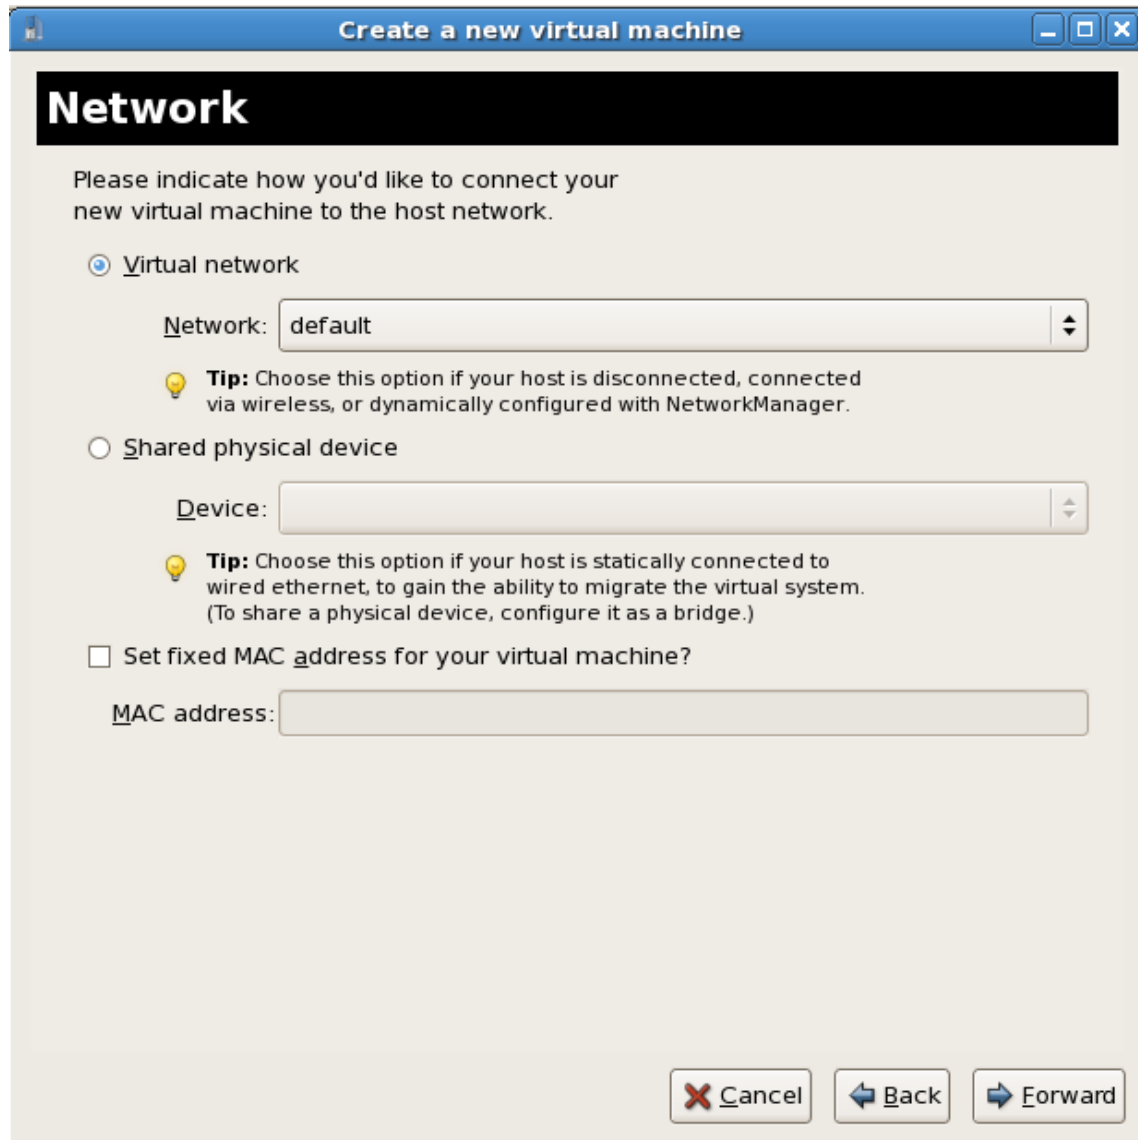 Create a new virtual machine
Network
Please indicate how you'd like to connect your
new virtual machine to the host network.
Virtual network
Network: default
Tip: Choose this option if your host is disconnected, connected
via wireless, or dynamically configured with NetworkManager.
Shared physical device
Device:
Tip: Choose this option if your host is statically connected to
wired ethernet, to gain the ability to migrate the virtual system.
(To share a physical device, configure it as a bridge.)
Set fixed MAC address for your virtual machine?
MAC address:
Cancel Back Forward